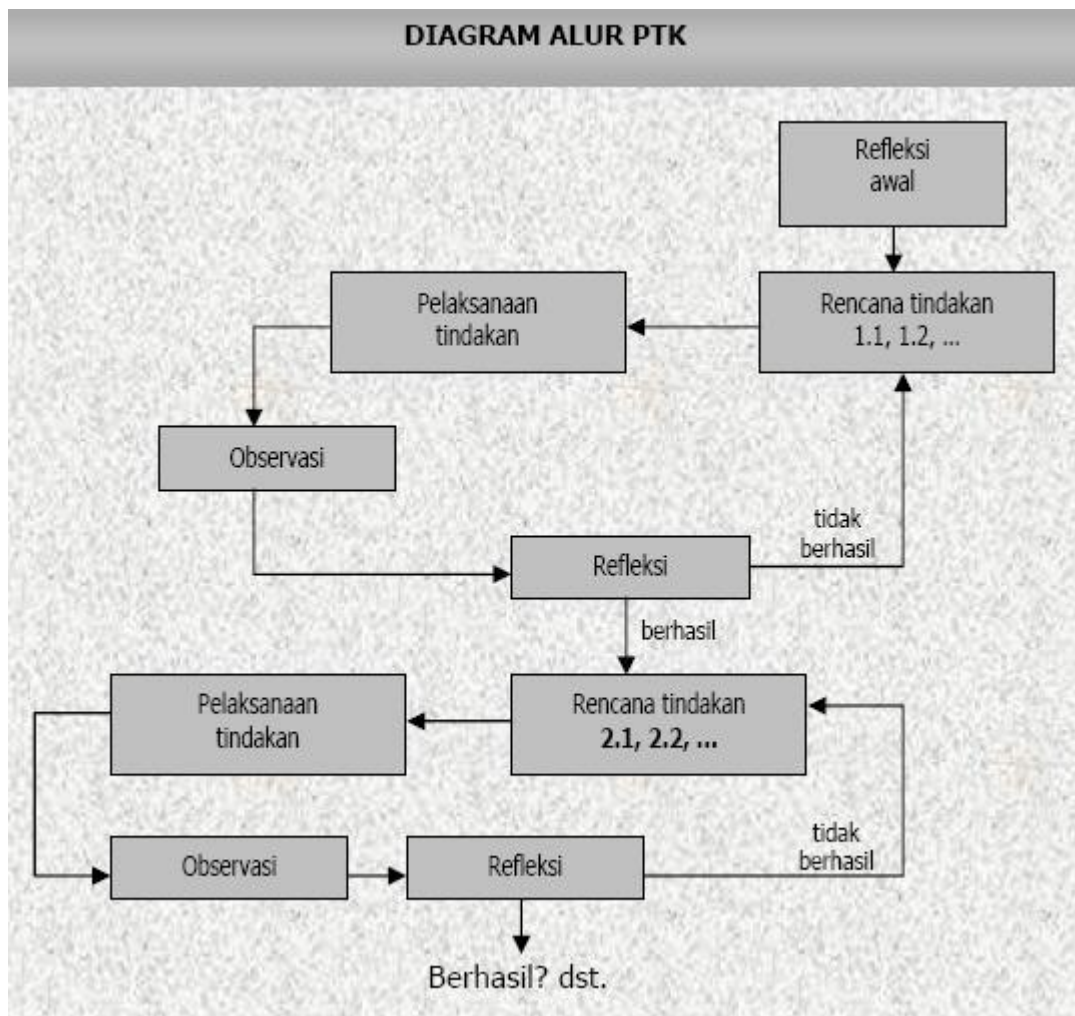 DIAGRAM ALUR PTK
Refleksi
awal
Rencana tindakan
1.1, 1.2, ...
Pelaksanaan
tindakan
Observasi
Refleksi
tidak
berhasil
berhasil
Rencana tindakan
2.1, 2.2, ...
Pelaksanaan
tindakan
Observasi
Refleksi
tidak
berhasil
Berhasil? dst.